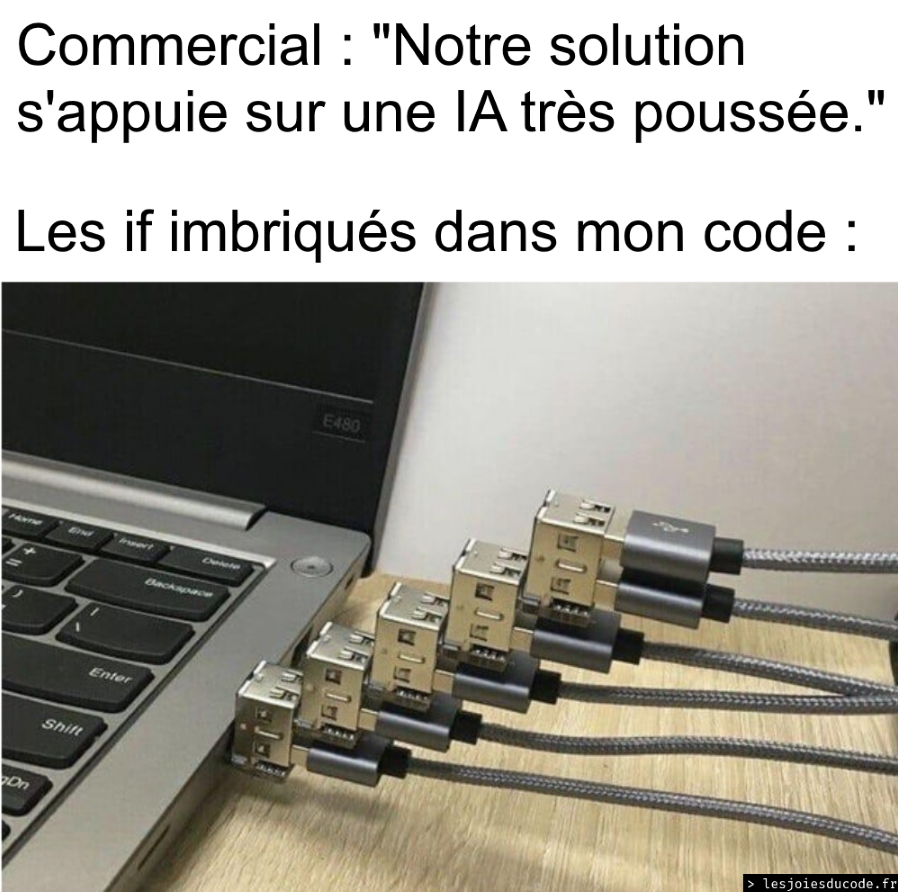 Commercial : "Notre solution
s'appuie sur une IA très poussée."
Les if imbriqués dans mon code :
E480
Home
End
Insert
Delete
+
=
Backspace
)
|
\
Enter
Shift
gDn
> lesjoiesducode.fr